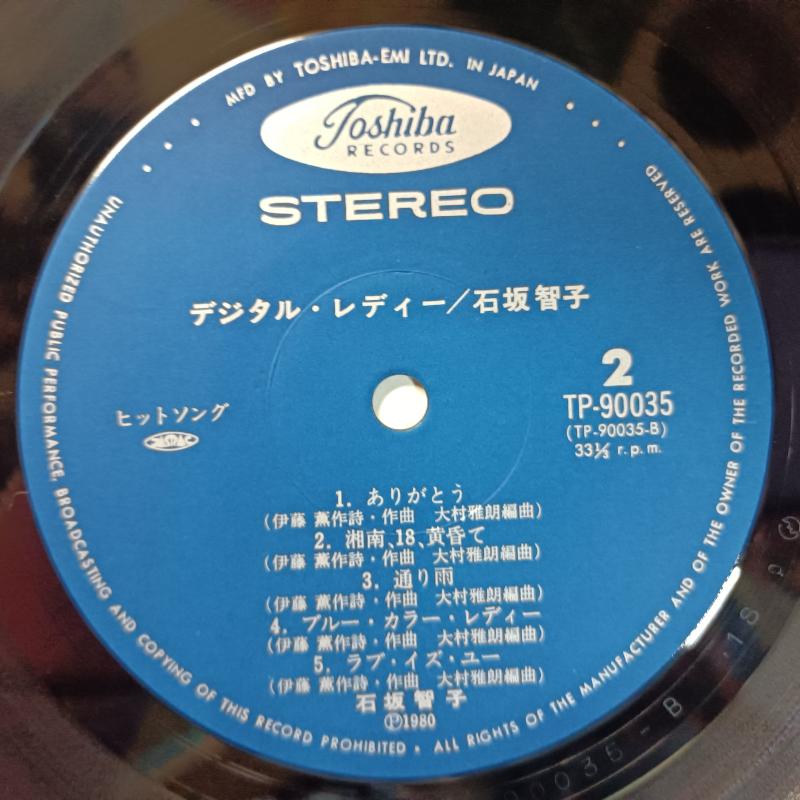 MFD BY TOSHIBA-EMI LTD. IN JAPAN
Toshiba
RECORDS
STEREO
デジタル・レディー/石坂智子
2
TP-90035
(TP-90035-B)
33⅓ r.p.m.
ヒットソング
JASRAC
1. ありがとう
(伊藤 薫作詩・作曲 大村雅朗編曲)
2. 湘南、18、黄昏て
(伊藤 薫作詩・作曲 大村雅朗編曲)
3. 通り雨
(伊藤 薫作詩・作曲 大村雅朗編曲)
4. ブルー・カラー・レディー
(伊藤 薫作詩・作曲 大村雅朗編曲)
5. ラブ・イズ・ユー
(伊藤 薫作詩・作曲 大村雅朗編曲)
石坂智子
Ⓟ1980
UNAUTHORIZED PUBLIC PERFORMANCE, BROADCASTING AND COPYING OF THIS RECORD PROHIBITED • ALL RIGHTS OF THE MANUFACTURER AND OF THE OWNER OF THE RECORDED WORK ARE RESERVED
0035-B 1S